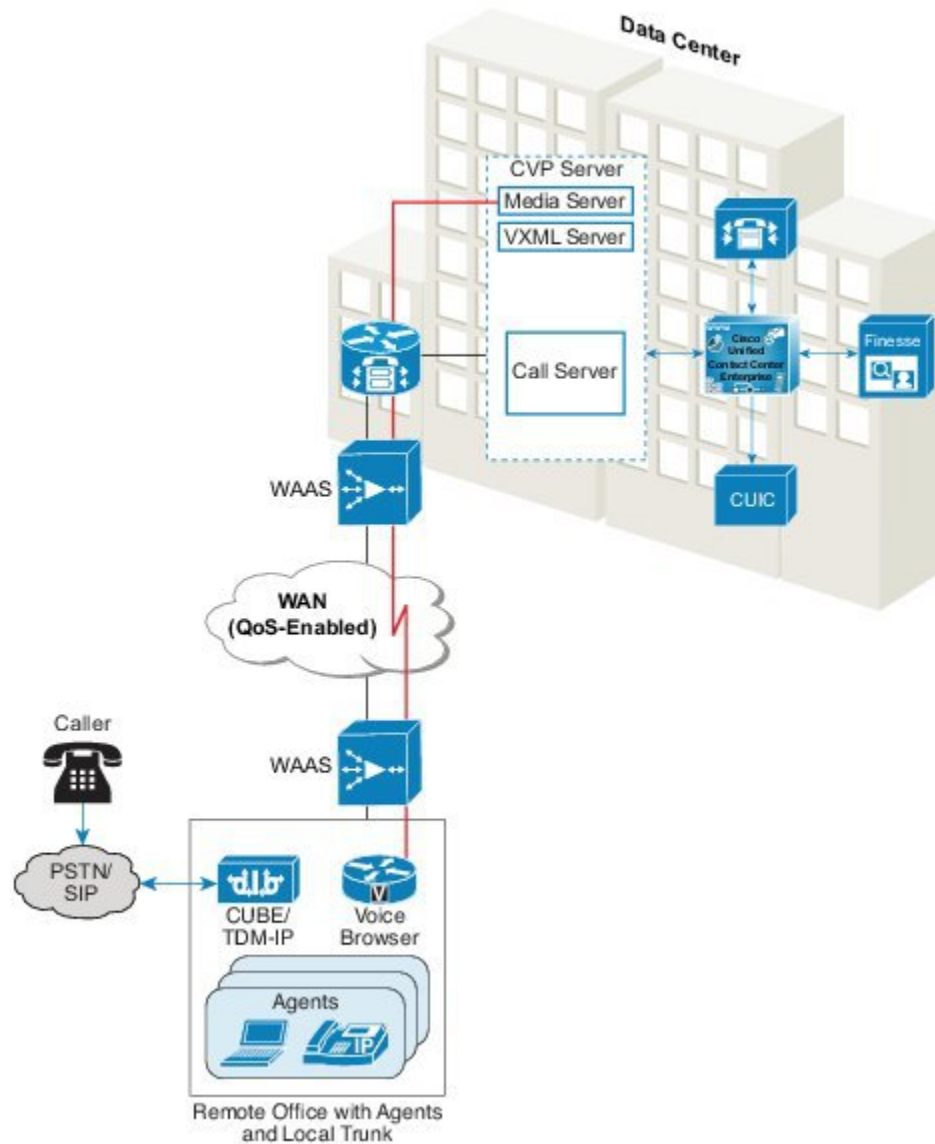 Data Center
CVP Server
Media Server
VXML Server
Call Server
Cisco
Unified
Contact Center
Enterprise
Finesse
CUIC
WAAS
WAN
(QoS-Enabled)
WAAS
Caller
PSTN/
SIP
CUBE/
TDM-IP
V
Voice
Browser
Agents
IP
Remote Office with Agents
and Local Trunk